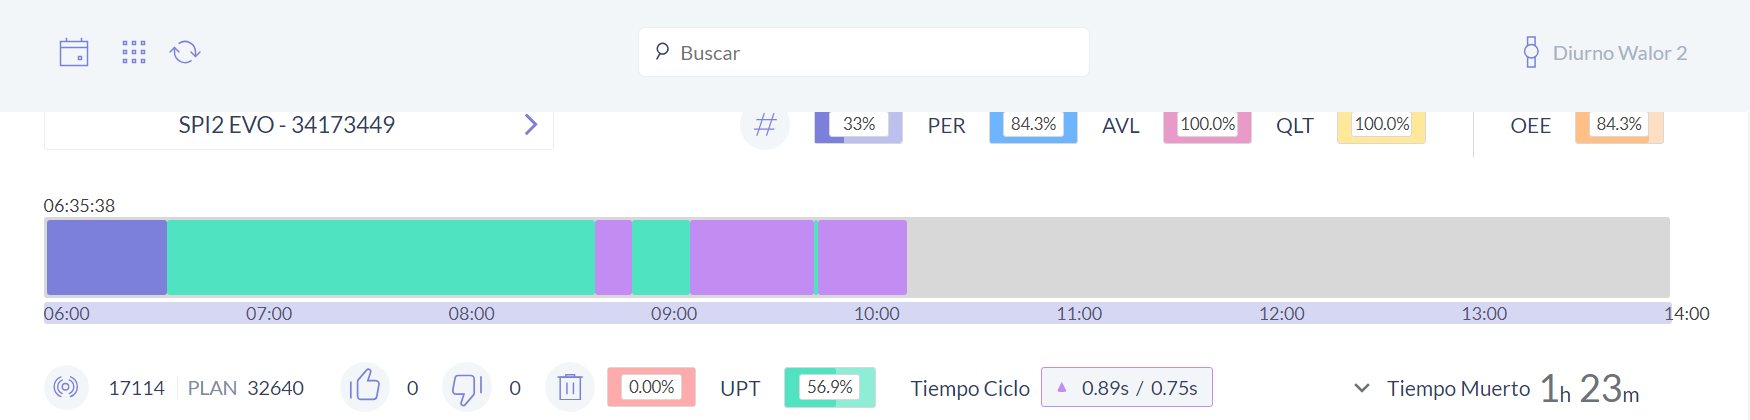 Buscar
Diurno Walor 2
SPI2 EVO - 34173449
# 33% PER 84.3% AVL 100.0% QLT 100.0% OEE 84.3%
06:35:38
06:00 07:00 08:00 09:00 10:00 11:00 12:00 13:00 14:00
17114 PLAN 32640 0 0 0.00% UPT 56.9% Tiempo Ciclo 0.89s / 0.75s Tiempo Muerto 1h 23m